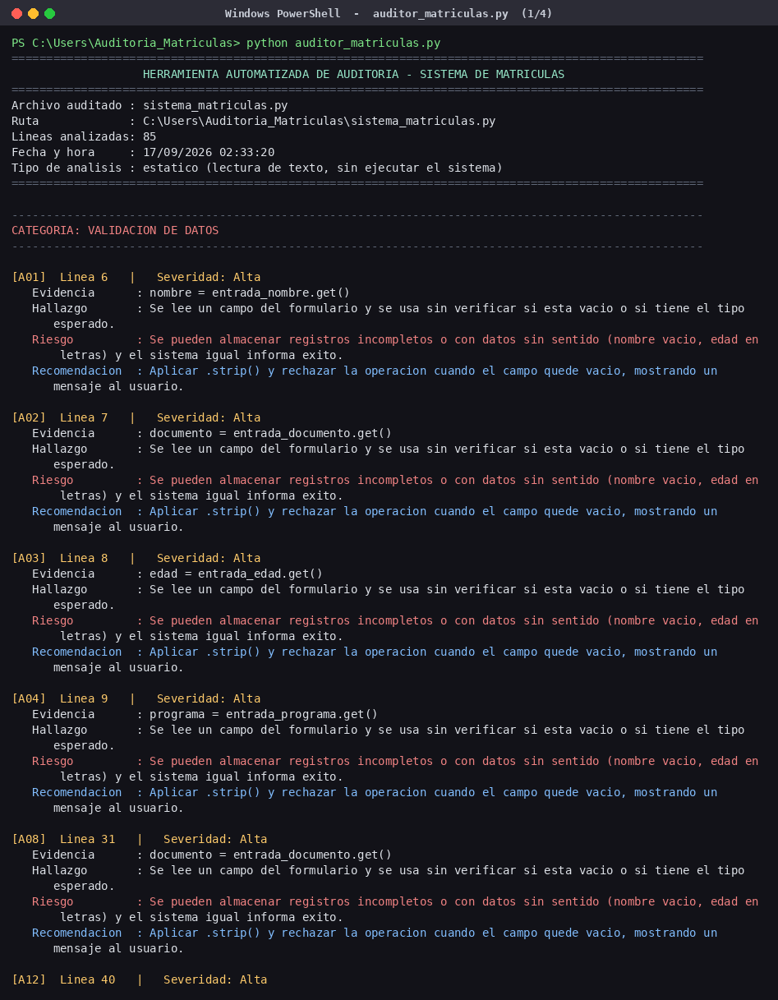 Windows PowerShell  -  auditor_matriculas.py  (1/4)
PS C:\Users\Auditoria_Matriculas> python auditor_matriculas.py
====================================================================================================
                   HERRAMIENTA AUTOMATIZADA DE AUDITORIA - SISTEMA DE MATRICULAS
====================================================================================================
Archivo auditado : sistema_matriculas.py
Ruta             : C:\Users\Auditoria_Matriculas\sistema_matriculas.py
Lineas analizadas: 85
Fecha y hora     : 17/09/2026 02:33:20
Tipo de analisis : estatico (lectura de texto, sin ejecutar el sistema)
====================================================================================================
----------------------------------------------------------------------------------------------------
CATEGORIA: VALIDACION DE DATOS
----------------------------------------------------------------------------------------------------
[A01]  Linea 6   |   Severidad: Alta
   Evidencia      : nombre = entrada_nombre.get()
   Hallazgo       : Se lee un campo del formulario y se usa sin verificar si esta vacio o si tiene el tipo
      esperado.
   Riesgo         : Se pueden almacenar registros incompletos o con datos sin sentido (nombre vacio, edad en
       letras) y el sistema igual informa exito.
   Recomendacion  : Aplicar .strip() y rechazar la operacion cuando el campo quede vacio, mostrando un
      mensaje al usuario.
[A02]  Linea 7   |   Severidad: Alta
   Evidencia      : documento = entrada_documento.get()
   Hallazgo       : Se lee un campo del formulario y se usa sin verificar si esta vacio o si tiene el tipo
      esperado.
   Riesgo         : Se pueden almacenar registros incompletos o con datos sin sentido (nombre vacio, edad en
       letras) y el sistema igual informa exito.
   Recomendacion  : Aplicar .strip() y rechazar la operacion cuando el campo quede vacio, mostrando un
      mensaje al usuario.
[A03]  Linea 8   |   Severidad: Alta
   Evidencia      : edad = entrada_edad.get()
   Hallazgo       : Se lee un campo del formulario y se usa sin verificar si esta vacio o si tiene el tipo
      esperado.
   Riesgo         : Se pueden almacenar registros incompletos o con datos sin sentido (nombre vacio, edad en
       letras) y el sistema igual informa exito.
   Recomendacion  : Aplicar .strip() y rechazar la operacion cuando el campo quede vacio, mostrando un
      mensaje al usuario.
[A04]  Linea 9   |   Severidad: Alta
   Evidencia      : programa = entrada_programa.get()
   Hallazgo       : Se lee un campo del formulario y se usa sin verificar si esta vacio o si tiene el tipo
      esperado.
   Riesgo         : Se pueden almacenar registros incompletos o con datos sin sentido (nombre vacio, edad en
       letras) y el sistema igual informa exito.
   Recomendacion  : Aplicar .strip() y rechazar la operacion cuando el campo quede vacio, mostrando un
      mensaje al usuario.
[A08]  Linea 31   |   Severidad: Alta
   Evidencia      : documento = entrada_documento.get()
   Hallazgo       : Se lee un campo del formulario y se usa sin verificar si esta vacio o si tiene el tipo
      esperado.
   Riesgo         : Se pueden almacenar registros incompletos o con datos sin sentido (nombre vacio, edad en
       letras) y el sistema igual informa exito.
   Recomendacion  : Aplicar .strip() y rechazar la operacion cuando el campo quede vacio, mostrando un
      mensaje al usuario.
[A12]  Linea 40   |   Severidad: Alta